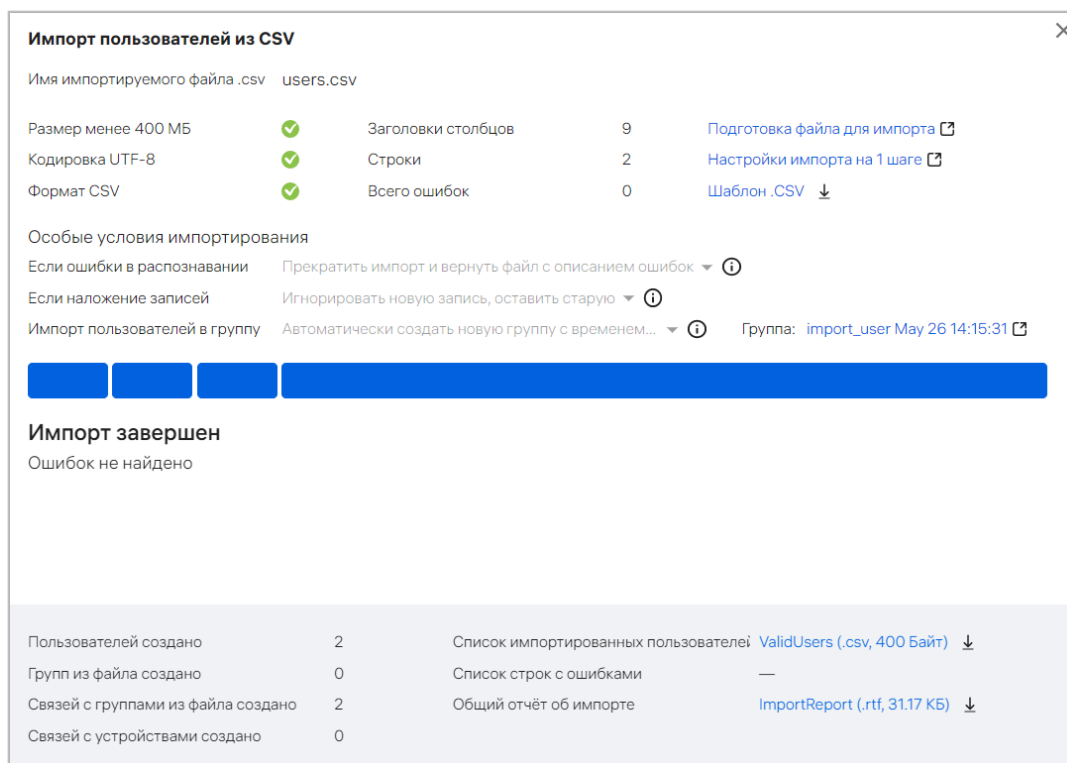 Импорт пользователей из CSV
Имя импортируемого файла .csv users.csv
Размер менее 400 МБ Заголовки столбцов 9 Подготовка файла для импорта
Кодировка UTF-8 Строки 2 Настройки импорта на 1 шаге
Формат CSV Всего ошибок 0 Шаблон .CSV
Особые условия импортирования
Если ошибки в распознавании Прекратить импорт и вернуть файл с описанием ошибок
Если наложение записей Игнорировать новую запись, оставить старую
Импорт пользователей в группу Автоматически создать новую группу с временем... Группа: import_user May 26 14:15:31
Импорт завершен
Ошибок не найдено
Пользователей создано 2 Список импортированных пользователей ValidUsers (.csv, 400 Байт)
Групп из файла создано 0 Список строк с ошибками —
Связей с группами из файла создано 2 Общий отчёт об импорте ImportReport (.rtf, 31.17 КБ)
Связей с устройствами создано 0